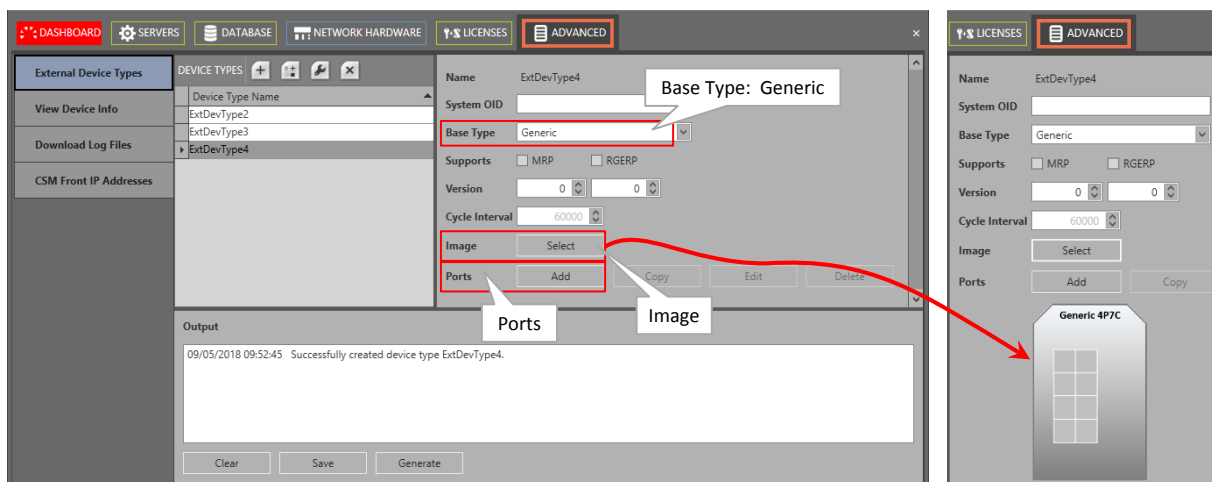 DASHBOARD SERVERS DATABASE NETWORK HARDWARE LICENSES ADVANCED ×
External Device Types
View Device Info
Download Log Files
CSM Front IP Addresses
DEVICE TYPES
Device Type Name
ExtDevType2
ExtDevType3
ExtDevType4
Name ExtDevType4
System OID
Base Type Generic
Supports MRP RGERP
Version 0 0
Cycle Interval 60000
Image Select
Ports Add Copy Edit Delete
Base Type: Generic
Ports
Image
Output
09/05/2018 09:52:45 Successfully created device type ExtDevType4.
Clear Save Generate
LICENSES ADVANCED
Name ExtDevType4
System OID
Base Type Generic
Supports MRP RGERP
Version 0 0
Cycle Interval 60000
Image Select
Ports Add Copy
Generic 4P7C